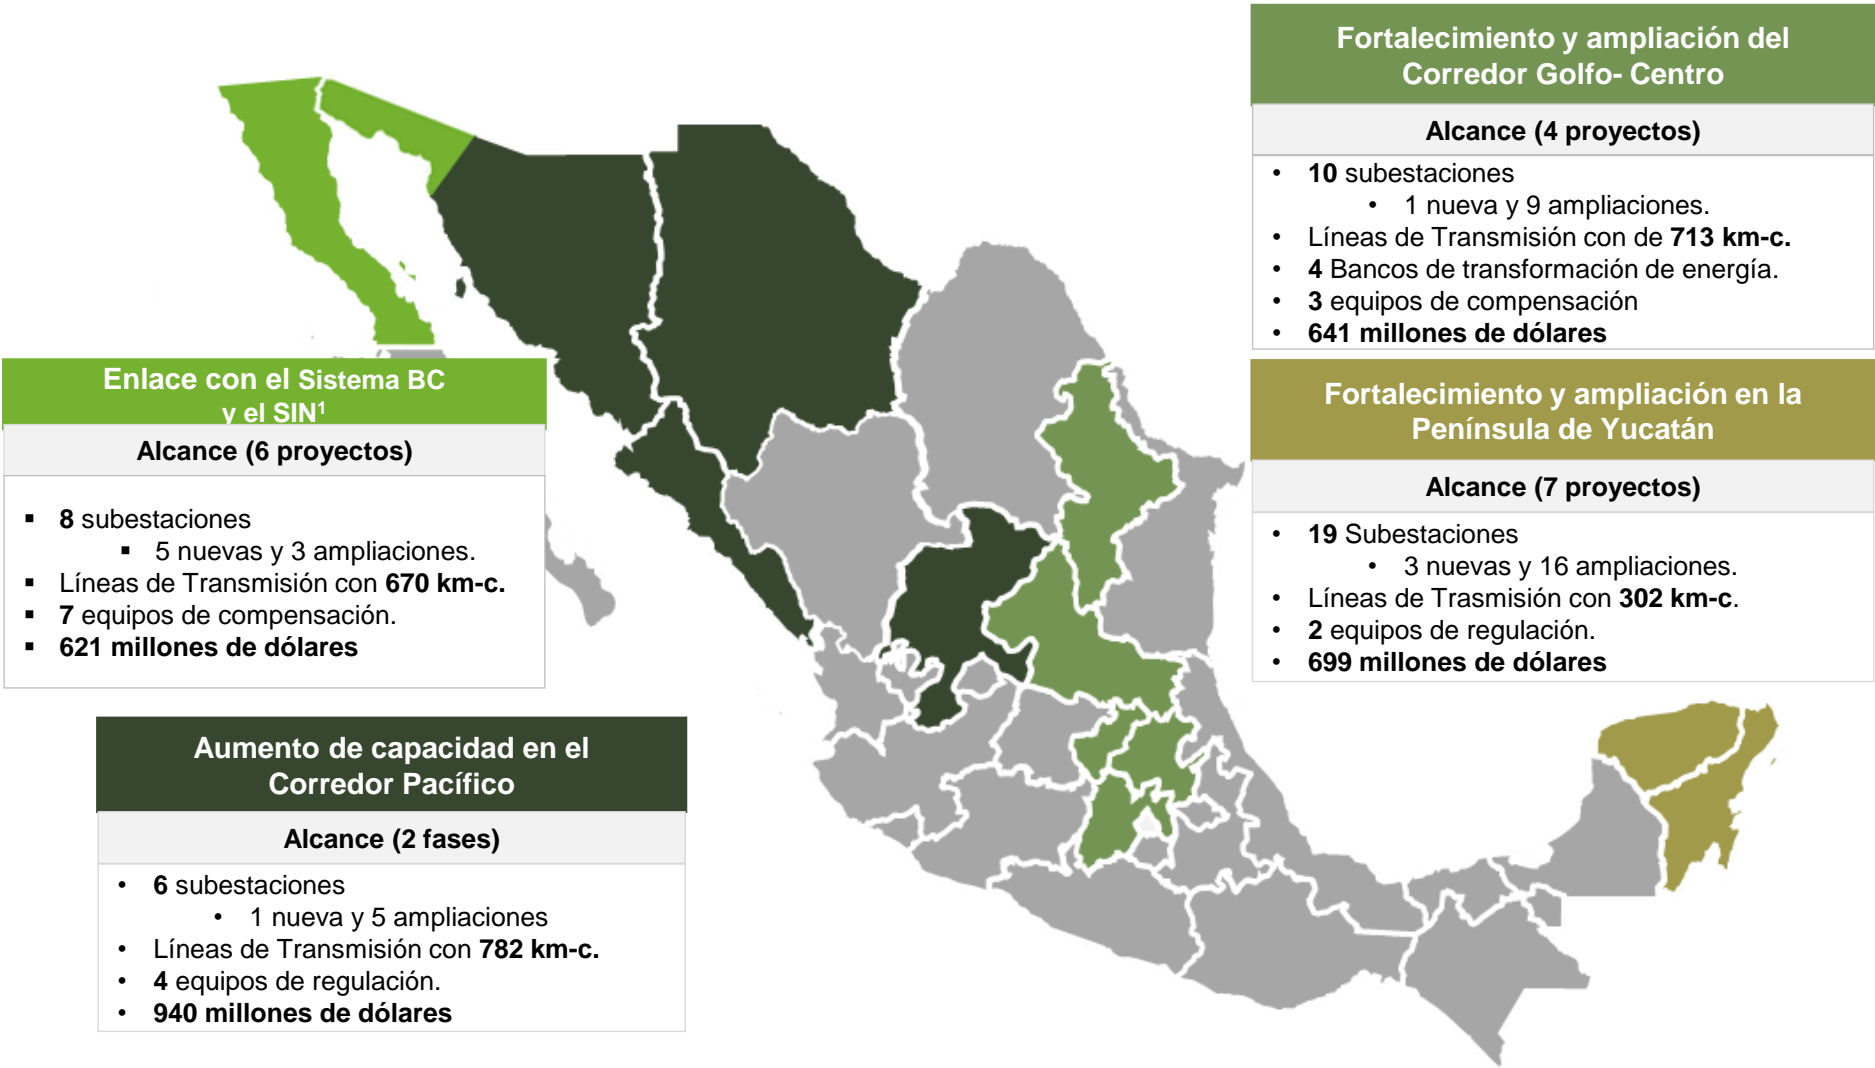 Fortalecimiento y ampliación del
Corredor Golfo- Centro
Alcance (4 proyectos)
• 10 subestaciones
• 1 nueva y 9 ampliaciones.
• Líneas de Transmisión con de 713 km-c.
• 4 Bancos de transformación de energía.
• 3 equipos de compensación
• 641 millones de dólares
Enlace con el Sistema BC
y el SIN¹
Alcance (6 proyectos)
▪ 8 subestaciones
▪ 5 nuevas y 3 ampliaciones.
▪ Líneas de Transmisión con 670 km-c.
▪ 7 equipos de compensación.
▪ 621 millones de dólares
Fortalecimiento y ampliación en la
Península de Yucatán
Alcance (7 proyectos)
• 19 Subestaciones
• 3 nuevas y 16 ampliaciones.
• Líneas de Trasmisión con 302 km-c.
• 2 equipos de regulación.
• 699 millones de dólares
Aumento de capacidad en el
Corredor Pacífico
Alcance (2 fases)
• 6 subestaciones
• 1 nueva y 5 ampliaciones
• Líneas de Transmisión con 782 km-c.
• 4 equipos de regulación.
• 940 millones de dólares